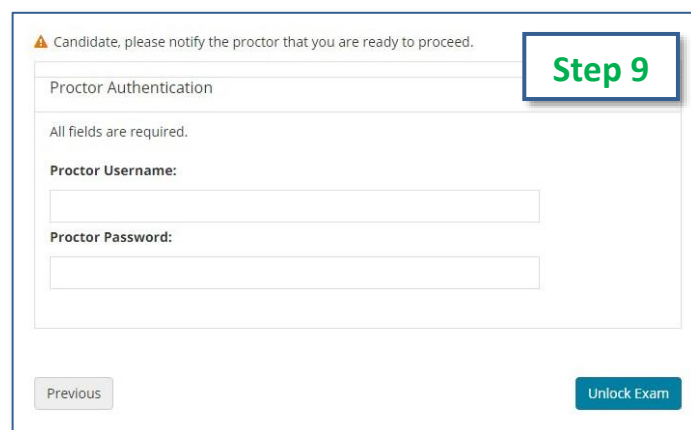 Candidate, please notify the proctor that you are ready to proceed.
Step 9
Proctor Authentication
All fields are required.
Proctor Username:
Proctor Password:
Previous
Unlock Exam